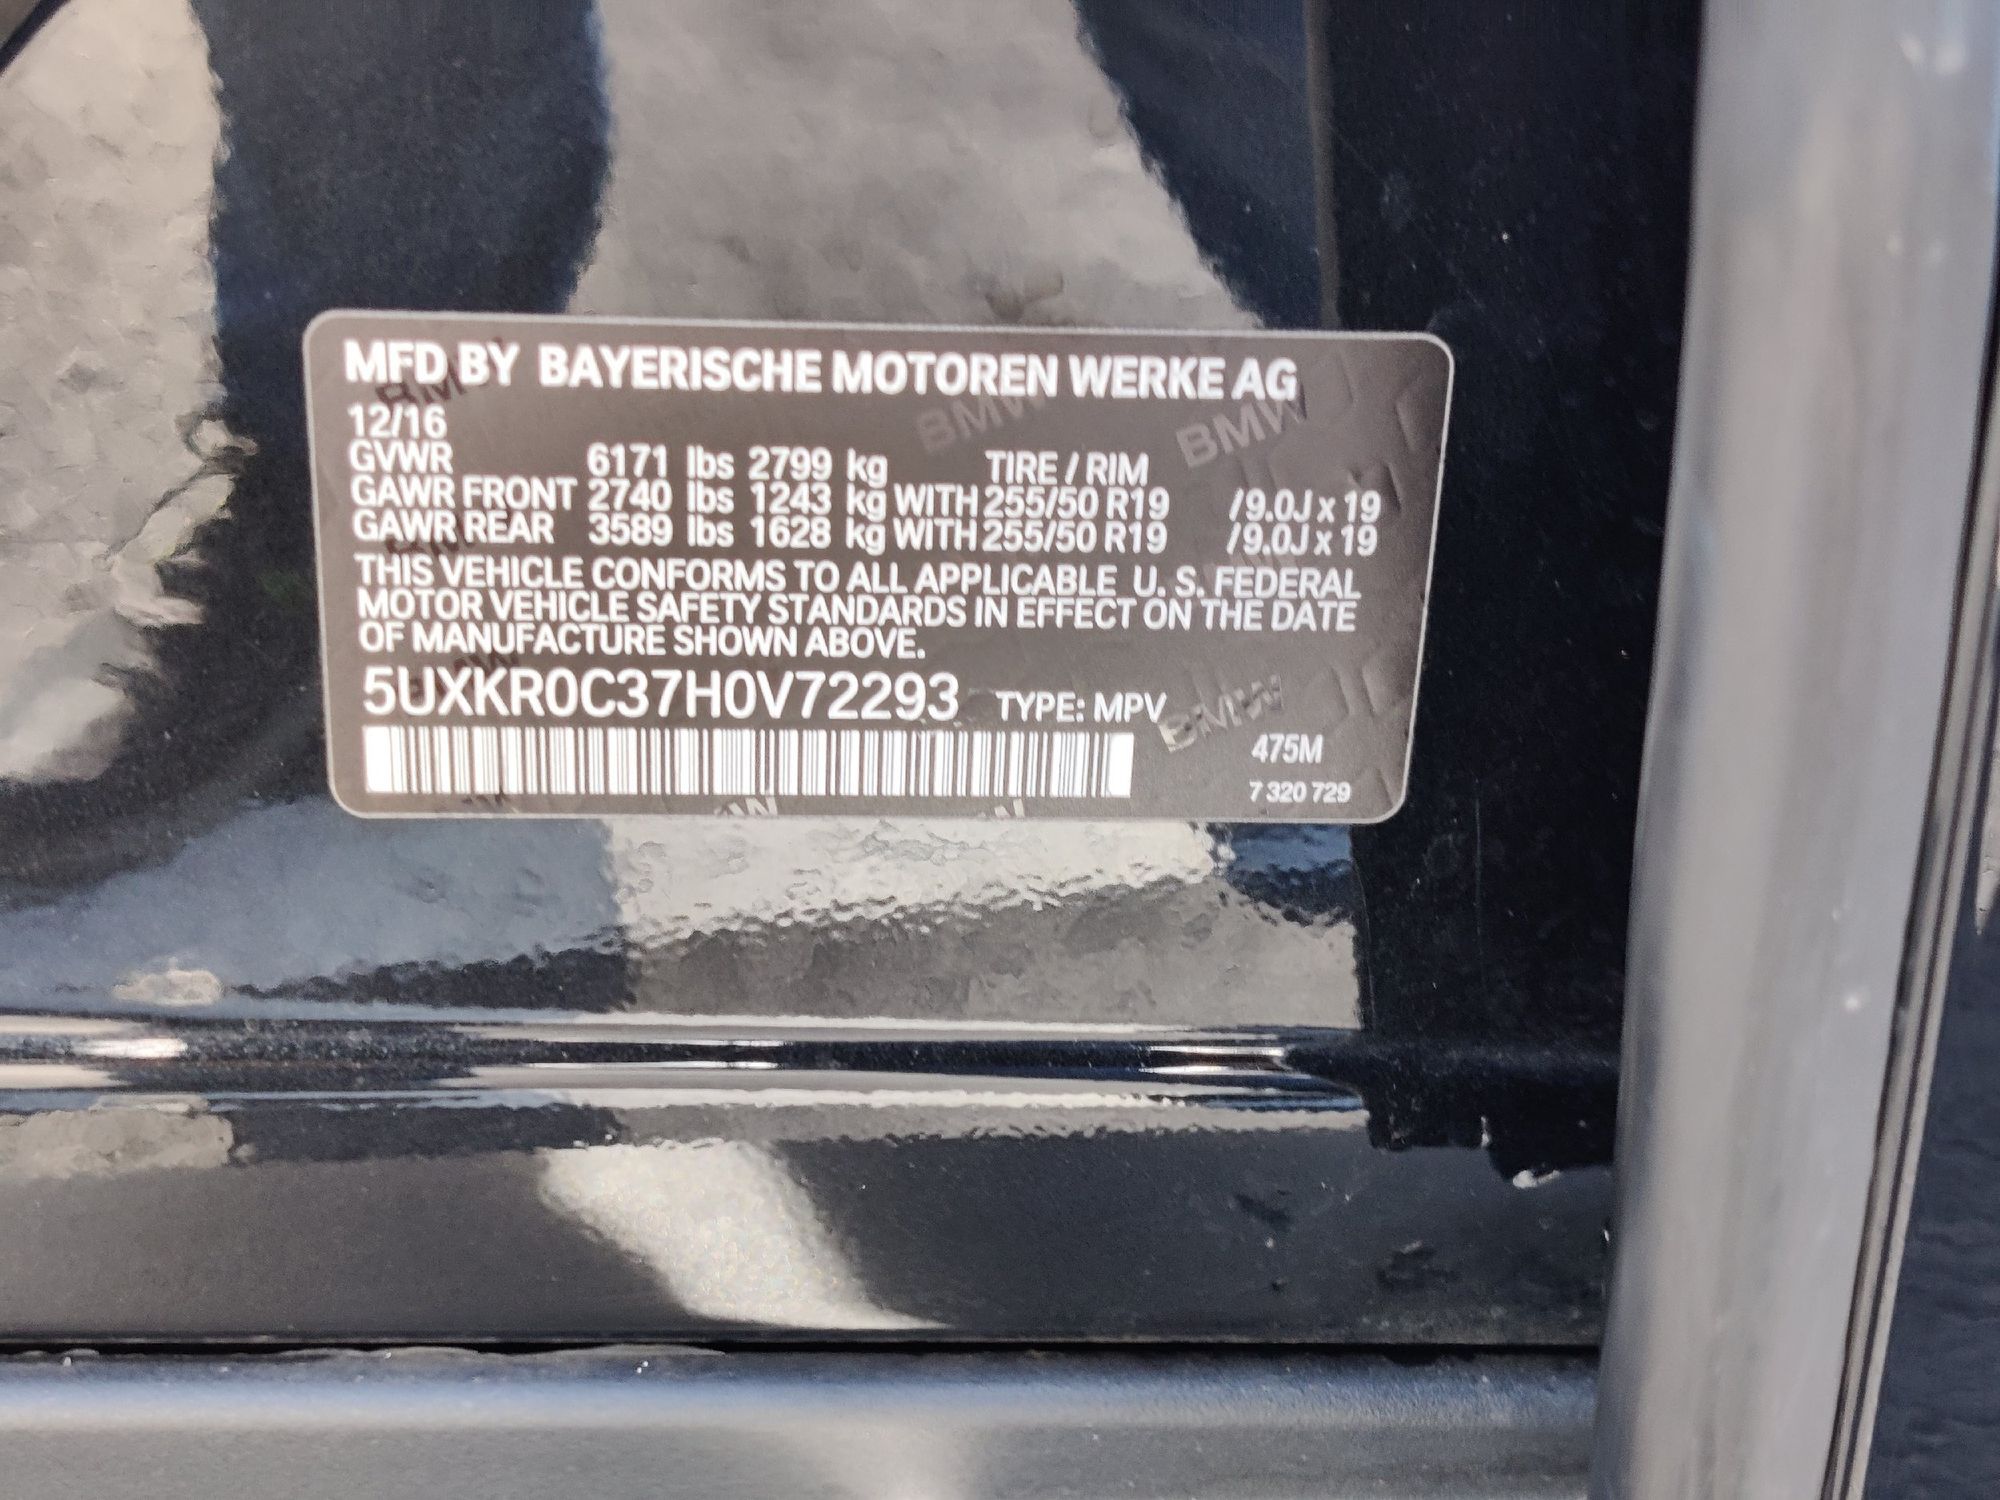 MFD BY BAYERISCHE MOTOREN WERKE AG
12/16
GVWR 6171 lbs 2799 kg TIRE / RIM
GAWR FRONT 2740 lbs 1243 kg WITH 255/50 R19 /9.0J x 19
GAWR REAR 3589 lbs 1628 kg WITH 255/50 R19 /9.0J x 19
THIS VEHICLE CONFORMS TO ALL APPLICABLE U. S. FEDERAL
MOTOR VEHICLE SAFETY STANDARDS IN EFFECT ON THE DATE
OF MANUFACTURE SHOWN ABOVE.
5UXKR0C37H0V72293 TYPE: MPV
475M
7 320 729